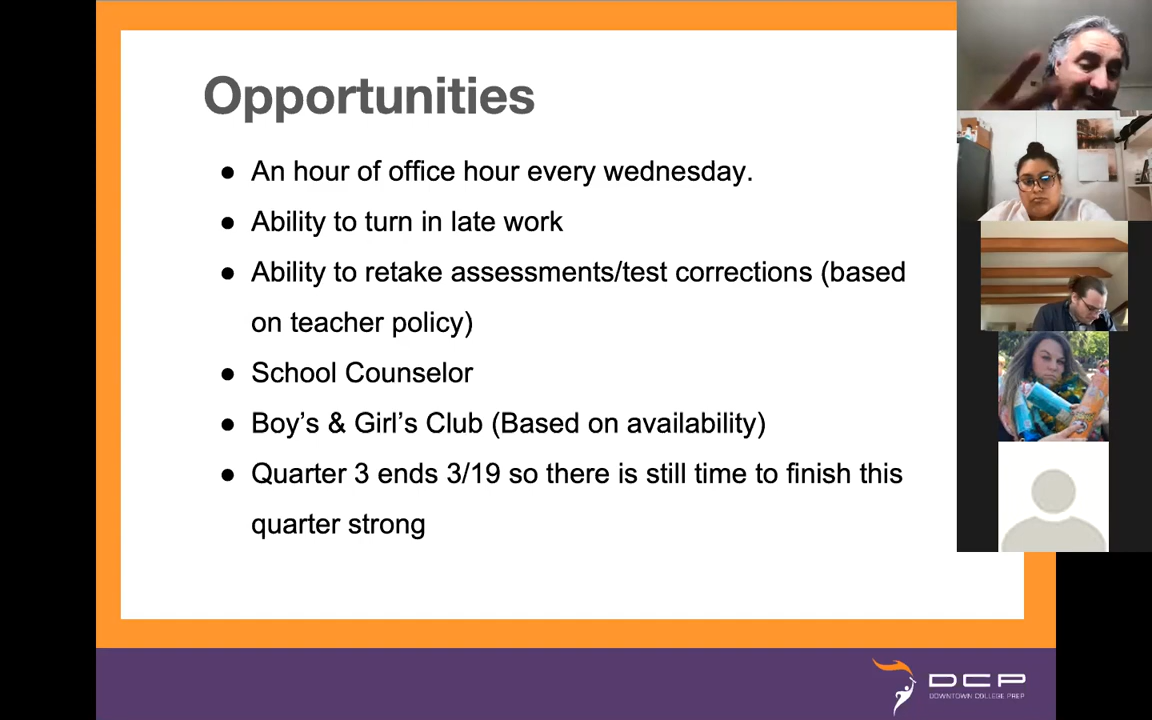 Opportunities
● An hour of office hour every wednesday.
● Ability to turn in late work
● Ability to retake assessments/test corrections (based
on teacher policy)
● School Counselor
● Boy's & Girl's Club (Based on availability)
● Quarter 3 ends 3/19 so there is still time to finish this
quarter strong
DCP
DOWNTOWN COLLEGE PREP